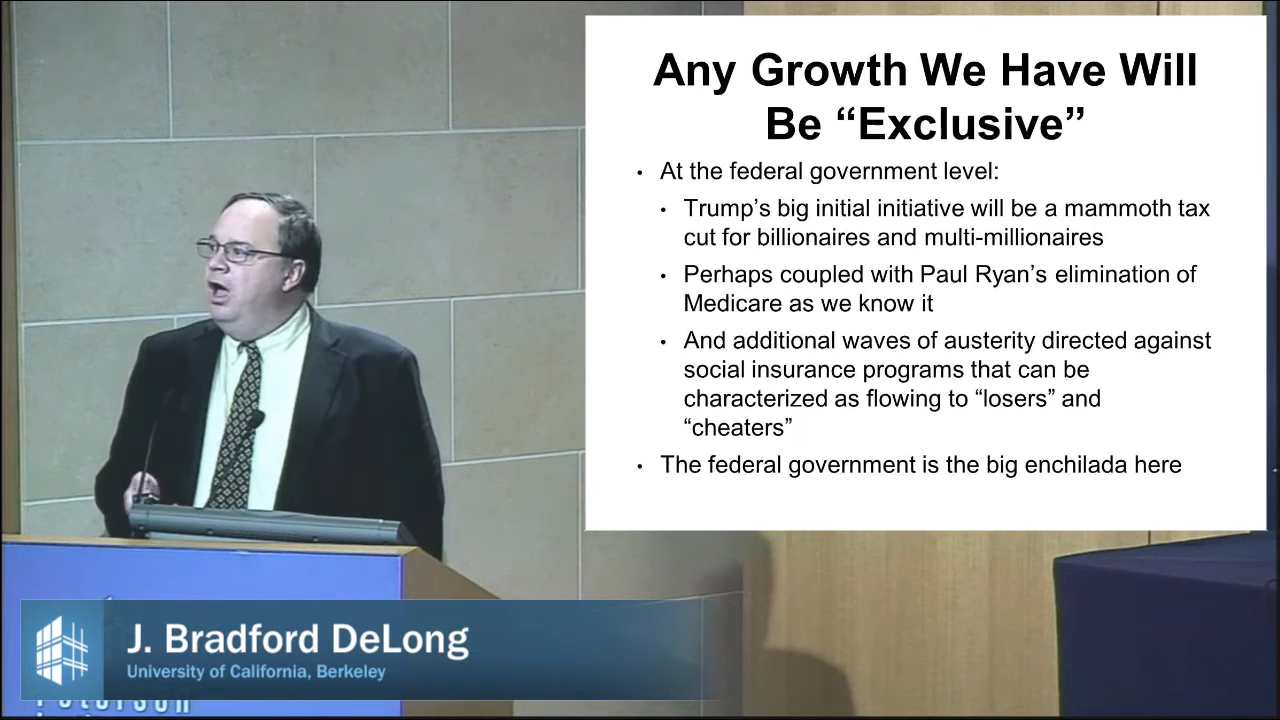 Any Growth We Have Will
Be “Exclusive”
• At the federal government level:
• Trump’s big initial initiative will be a mammoth tax
cut for billionaires and multi-millionaires
• Perhaps coupled with Paul Ryan’s elimination of
Medicare as we know it
• And additional waves of austerity directed against
social insurance programs that can be
characterized as flowing to “losers” and
“cheaters”
• The federal government is the big enchilada here
J. Bradford DeLong
University of California, Berkeley
Peterson